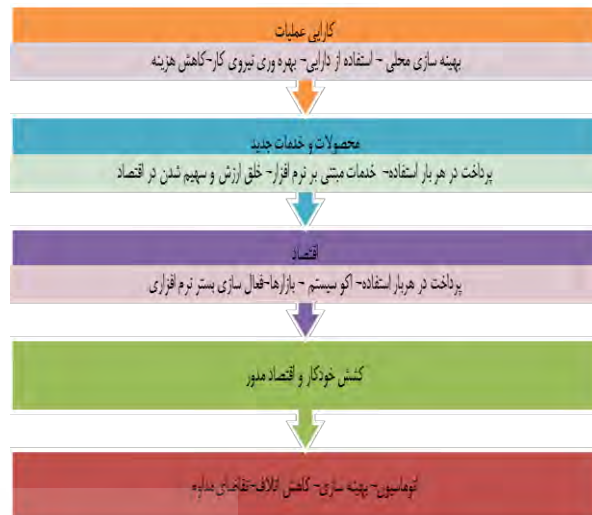 کارایی عملیات
بهینه سازی محلی - استفاده از دارایی- بهره وری نیروی کار-کاهش هزینه
محصولات و خدمات جدید
پرداخت در هر بار استفاده- خدمات مبتنی بر نرم افزار- خلق ارزش و سهیم شدن در اقتصاد
اقتصاد
پرداخت در هربار استفاده- اکو سیستم - بازارها-فعال سازی بستر نرم افزاری
کشش خودکار و اقتصاد مدور
اتوماسیون- بهینه سازی- کاهش اتلاف-تقاضای مداوم